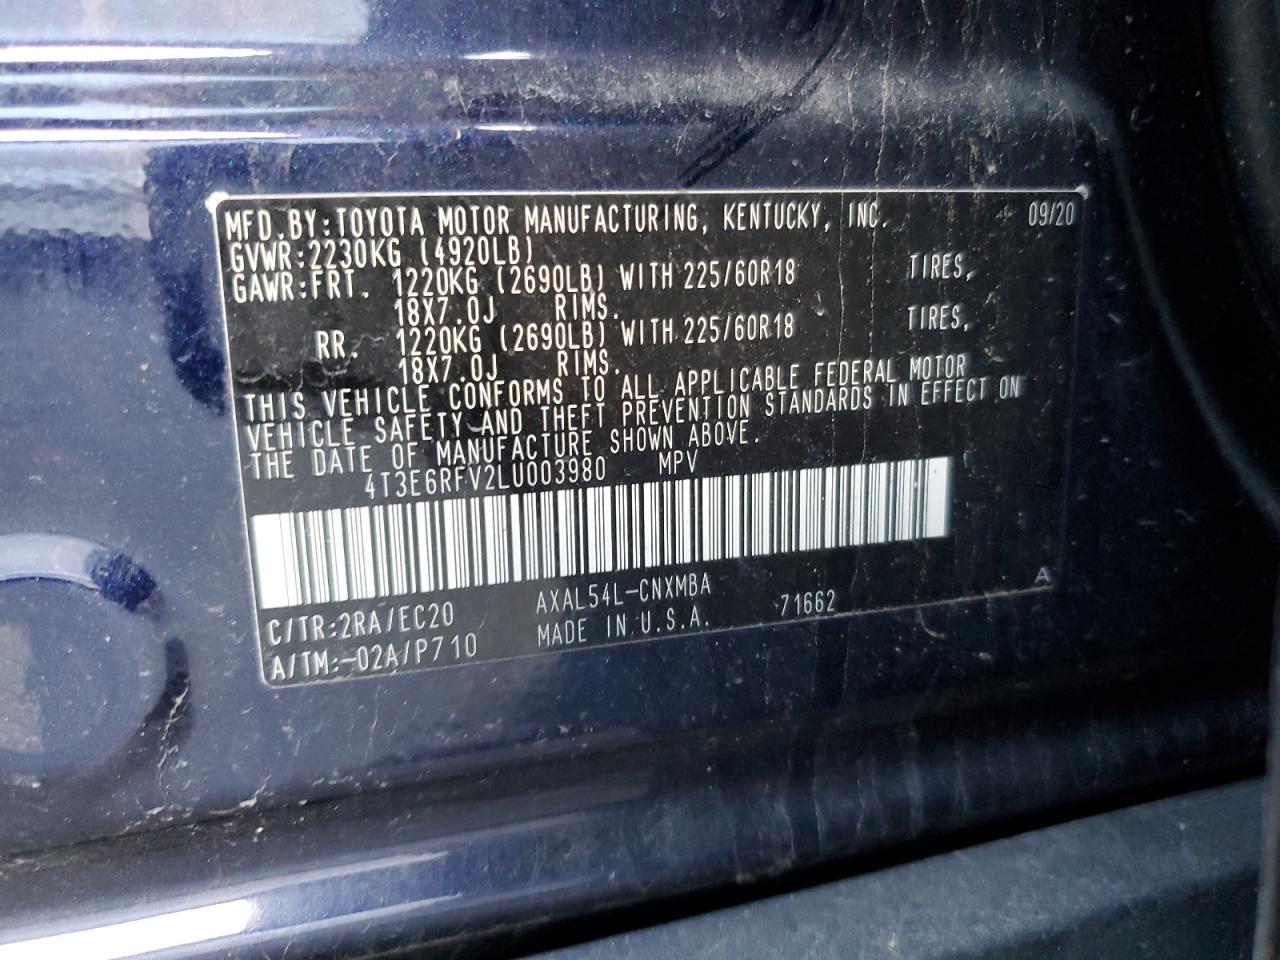 MFD.BY:TOYOTA MOTOR MANUFACTURING, KENTUCKY, INC. 09/20
GVWR:2230KG (4920LB)
GAWR:FRT. 1220KG (2690LB) WITH 225/60R18 TIRES,
18X7.0J RIMS.
RR. 1220KG (2690LB) WITH 225/60R18 TIRES,
18X7.0J RIMS.
THIS VEHICLE CONFORMS TO ALL APPLICABLE FEDERAL MOTOR
VEHICLE SAFETY AND THEFT PREVENTION STANDARDS IN EFFECT ON
THE DATE OF MANUFACTURE SHOWN ABOVE.
4T3E6RFV2LU003980 MPV
C/TR:2RA/EC20 AXAL54L-CNXMBA 71662 A
A/TM:-02A/P710 MADE IN U.S.A.